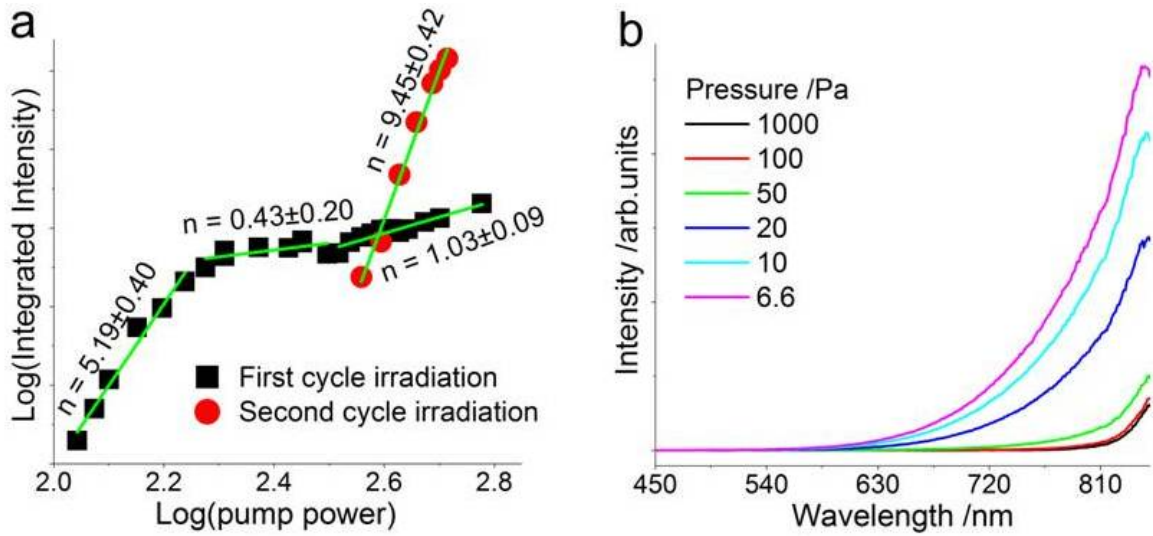 a
n = 5.19±0.40
n = 0.43±0.20
n = 9.45±0.42
n = 1.03±0.09
First cycle irradiation
Second cycle irradiation
Log(Integrated Intensity)
2.0 2.2 2.4 2.6 2.8
Log(pump power)
b
Pressure /Pa
1000
100
50
20
10
6.6
Intensity /arb.units
450 540 630 720 810
Wavelength /nm